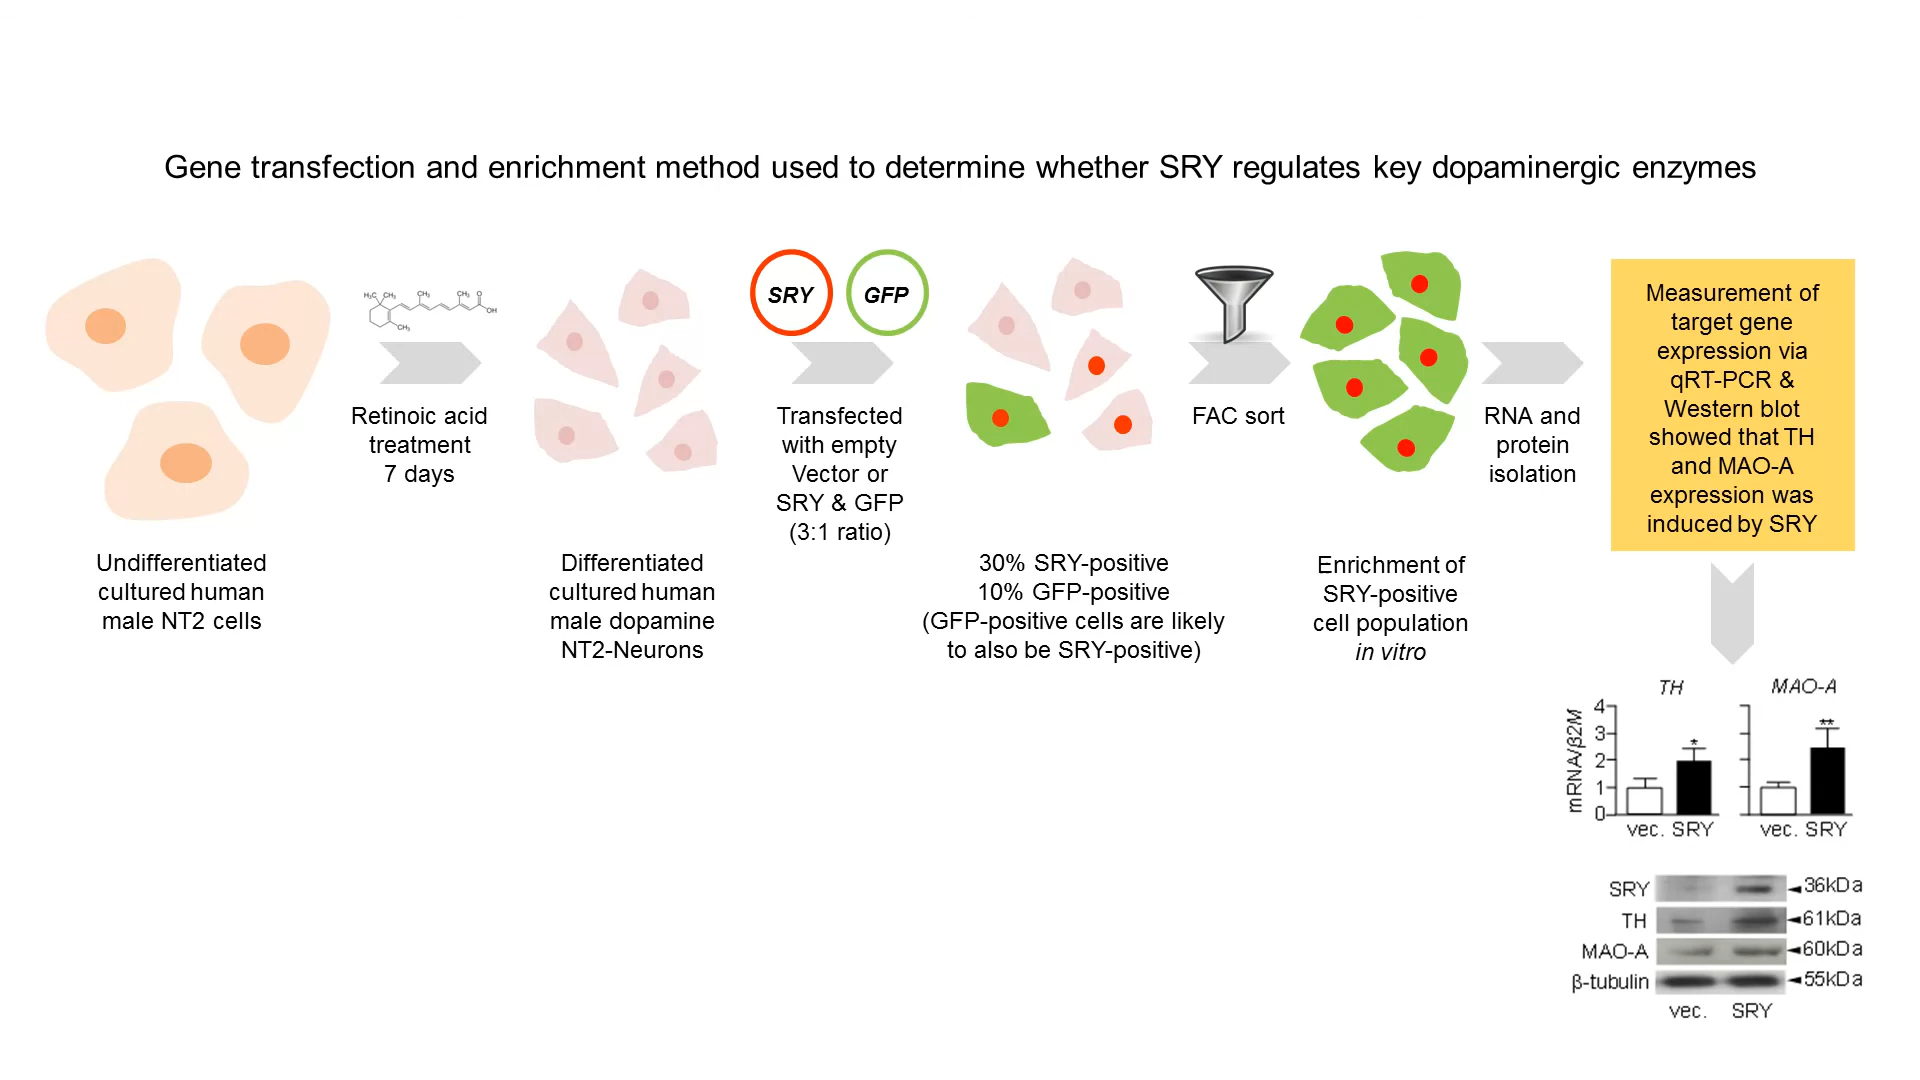 Gene transfection and enrichment method used to determine whether SRY regulates key dopaminergic enzymes
H₃C
CH₃
CH₃
CH₃
O
OH
CH₃
Retinoic acid
treatment
7 days
SRY
GFP
Transfected
with empty
Vector or
SRY & GFP
(3:1 ratio)
FAC sort
RNA and
protein
isolation
Measurement of
target gene
expression via
qRT-PCR &
Western blot
showed that TH
and MAO-A
expression was
induced by SRY
Undifferentiated
cultured human
male NT2 cells
Differentiated
cultured human
male dopamine
NT2-Neurons
30% SRY-positive
10% GFP-positive
(GFP-positive cells are likely
to also be SRY-positive)
Enrichment of
SRY-positive
cell population
in vitro
TH
MAO-A
mRNA/β2M
4
3
2
1
0
*
**
vec. SRY
vec. SRY
SRY
36kDa
TH
61kDa
MAO-A
60kDa
β-tubulin
55kDa
vec. SRY